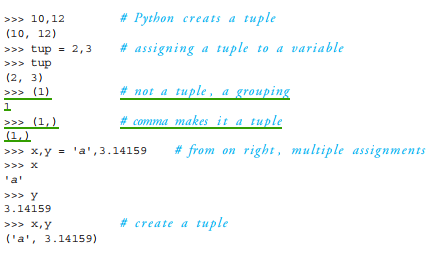 >>> 10,12 # Python creats a tuple
(10, 12)
>>> tup = 2,3 # assigning a tuple to a variable
>>> tup
(2, 3)
>>> (1) # not a tuple, a grouping
1
>>> (1,) # comma makes it a tuple
(1,)
>>> x,y = 'a',3.14159 # from on right, multiple assignments
>>> x
'a'
>>> y
3.14159
>>> x,y # create a tuple
('a', 3.14159)